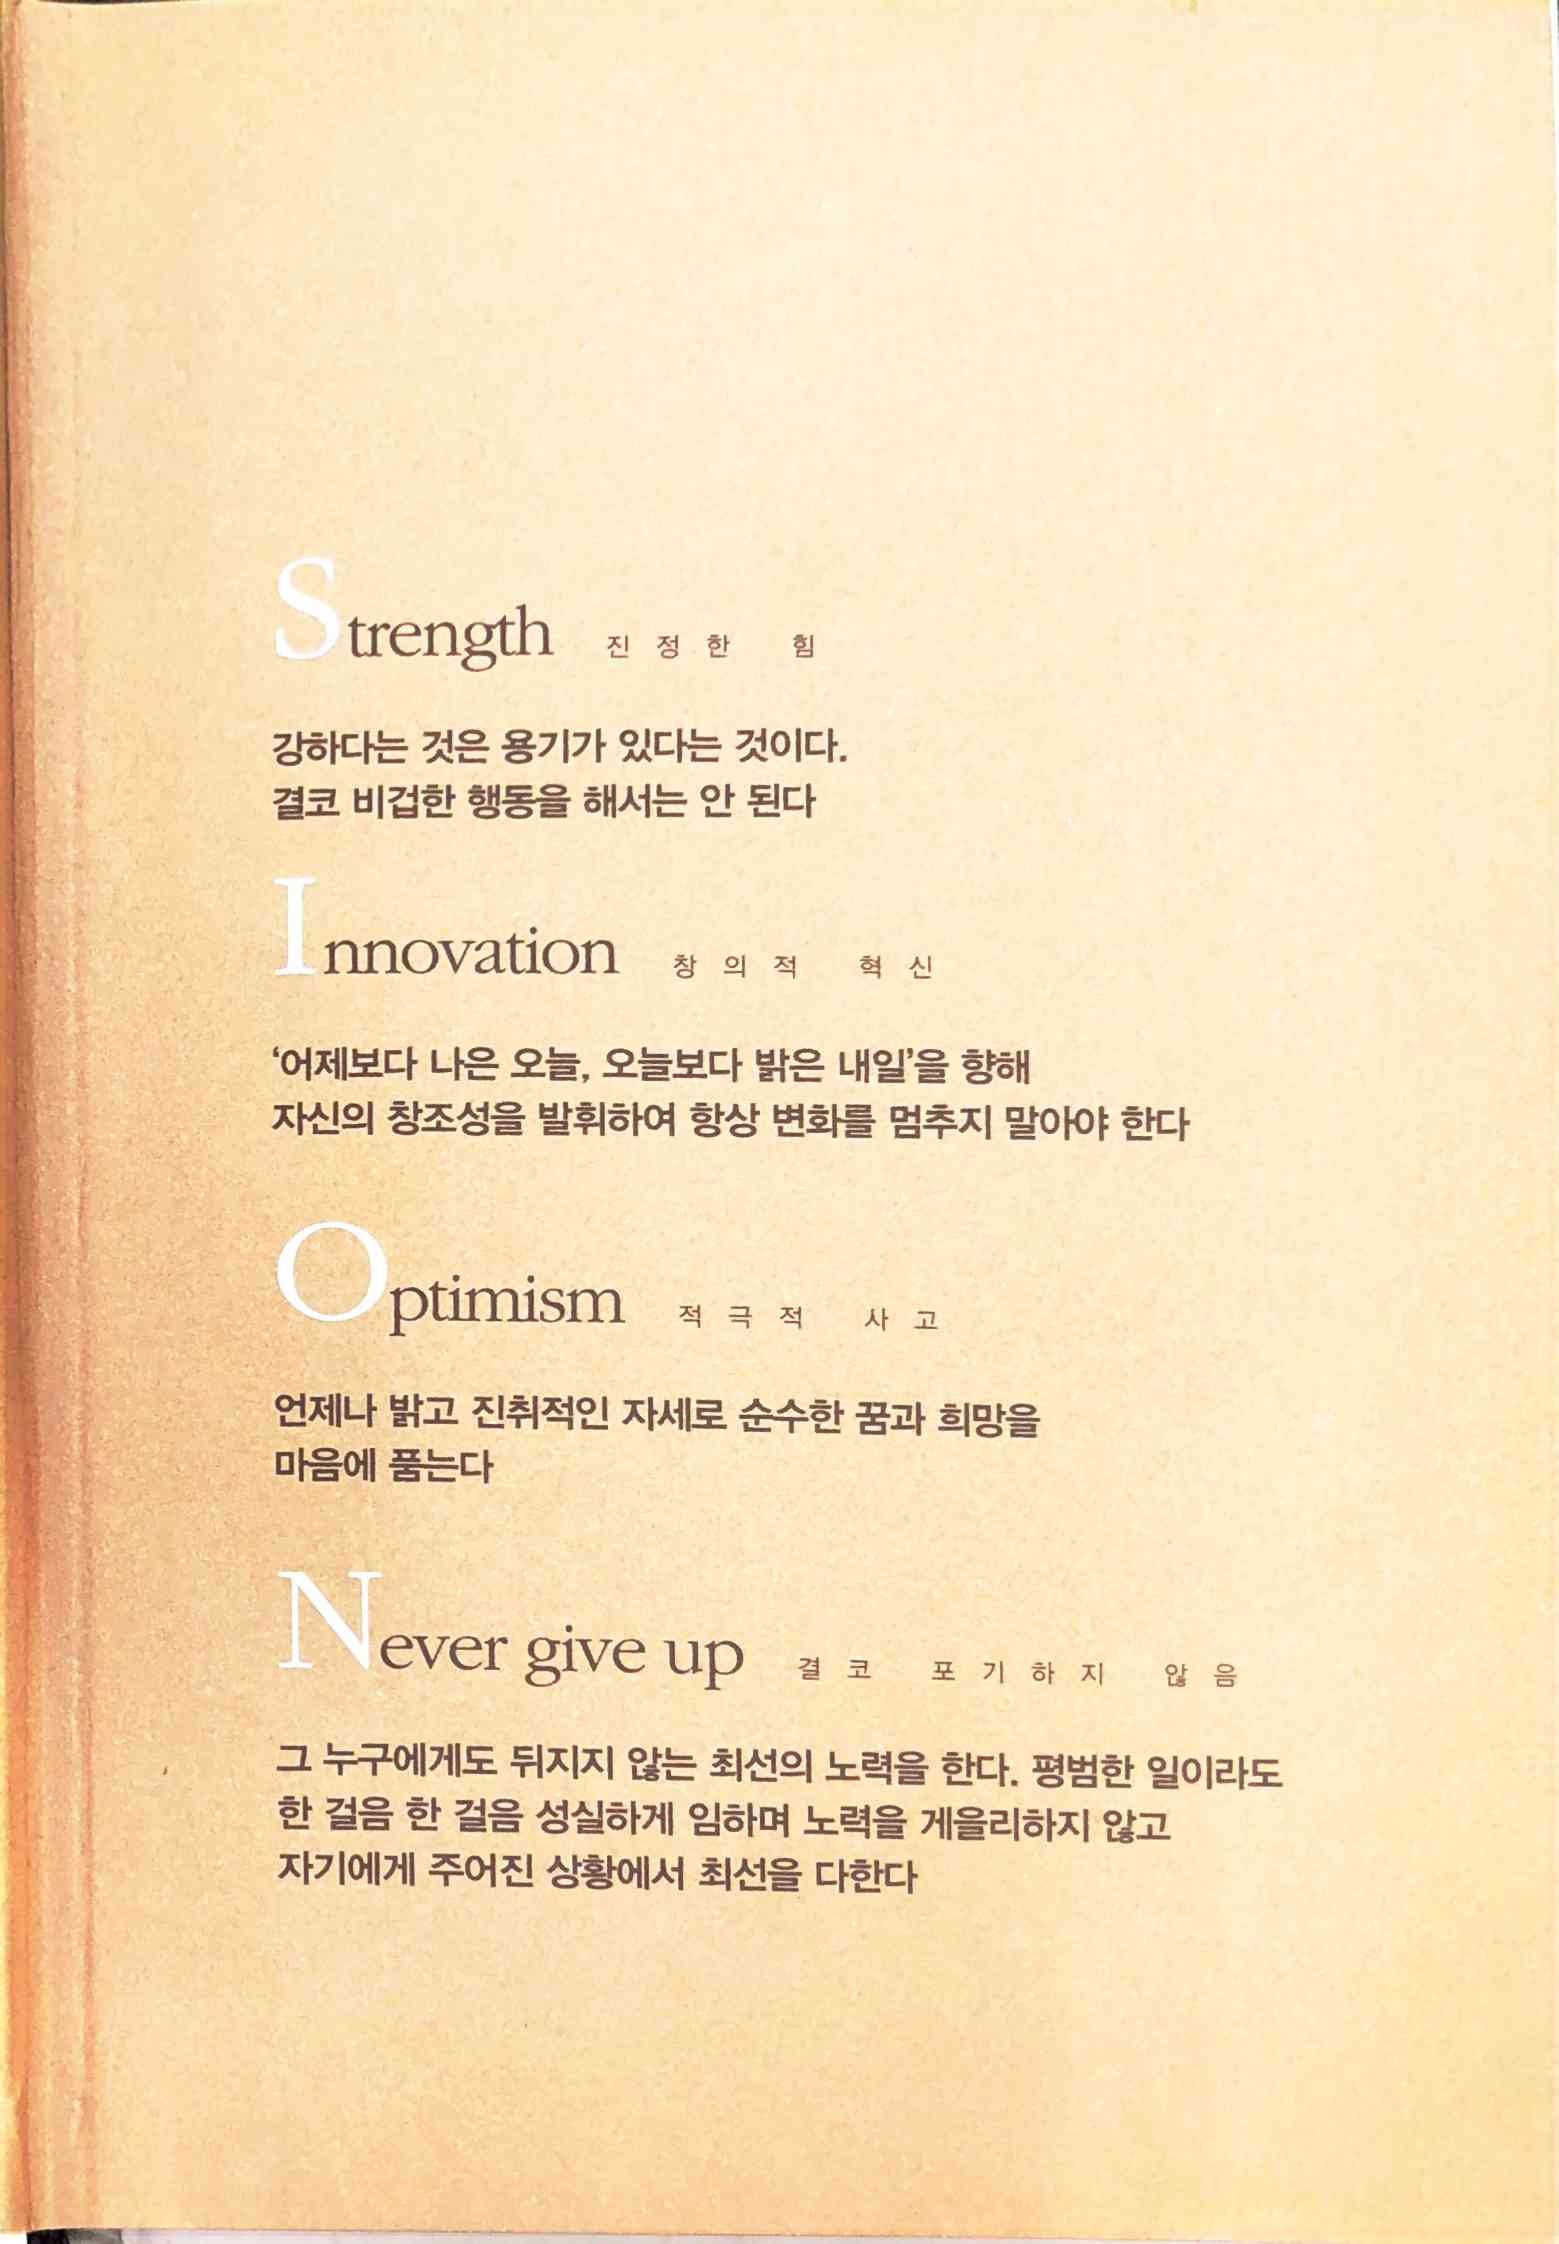 Strength 진정한 힘
강하다는 것은 용기가 있다는 것이다.
결코 비겁한 행동을 해서는 안 된다
Innovation 창의적 혁신
‘어제보다 나은 오늘, 오늘보다 밝은 내일’을 향해
자신의 창조성을 발휘하여 항상 변화를 멈추지 말아야 한다
Optimism 적극적 사고
언제나 밝고 진취적인 자세로 순수한 꿈과 희망을
마음에 품는다
Never give up 결코 포기하지 않음
그 누구에게도 뒤지지 않는 최선의 노력을 한다. 평범한 일이라도
한 걸음 한 걸음 성실하게 임하며 노력을 게을리하지 않고
자기에게 주어진 상황에서 최선을 다한다